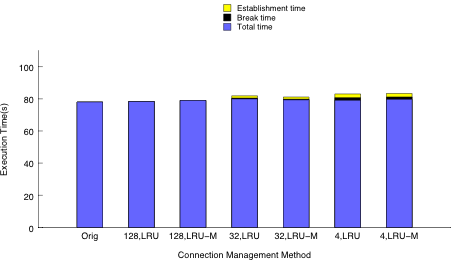 Establishment time
Break time
Total time
Execution Time(s)
100
80
60
40
20
0
Orig 128,LRU 128,LRU-M 32,LRU 32,LRU-M 4,LRU 4,LRU-M
Connection Management Method